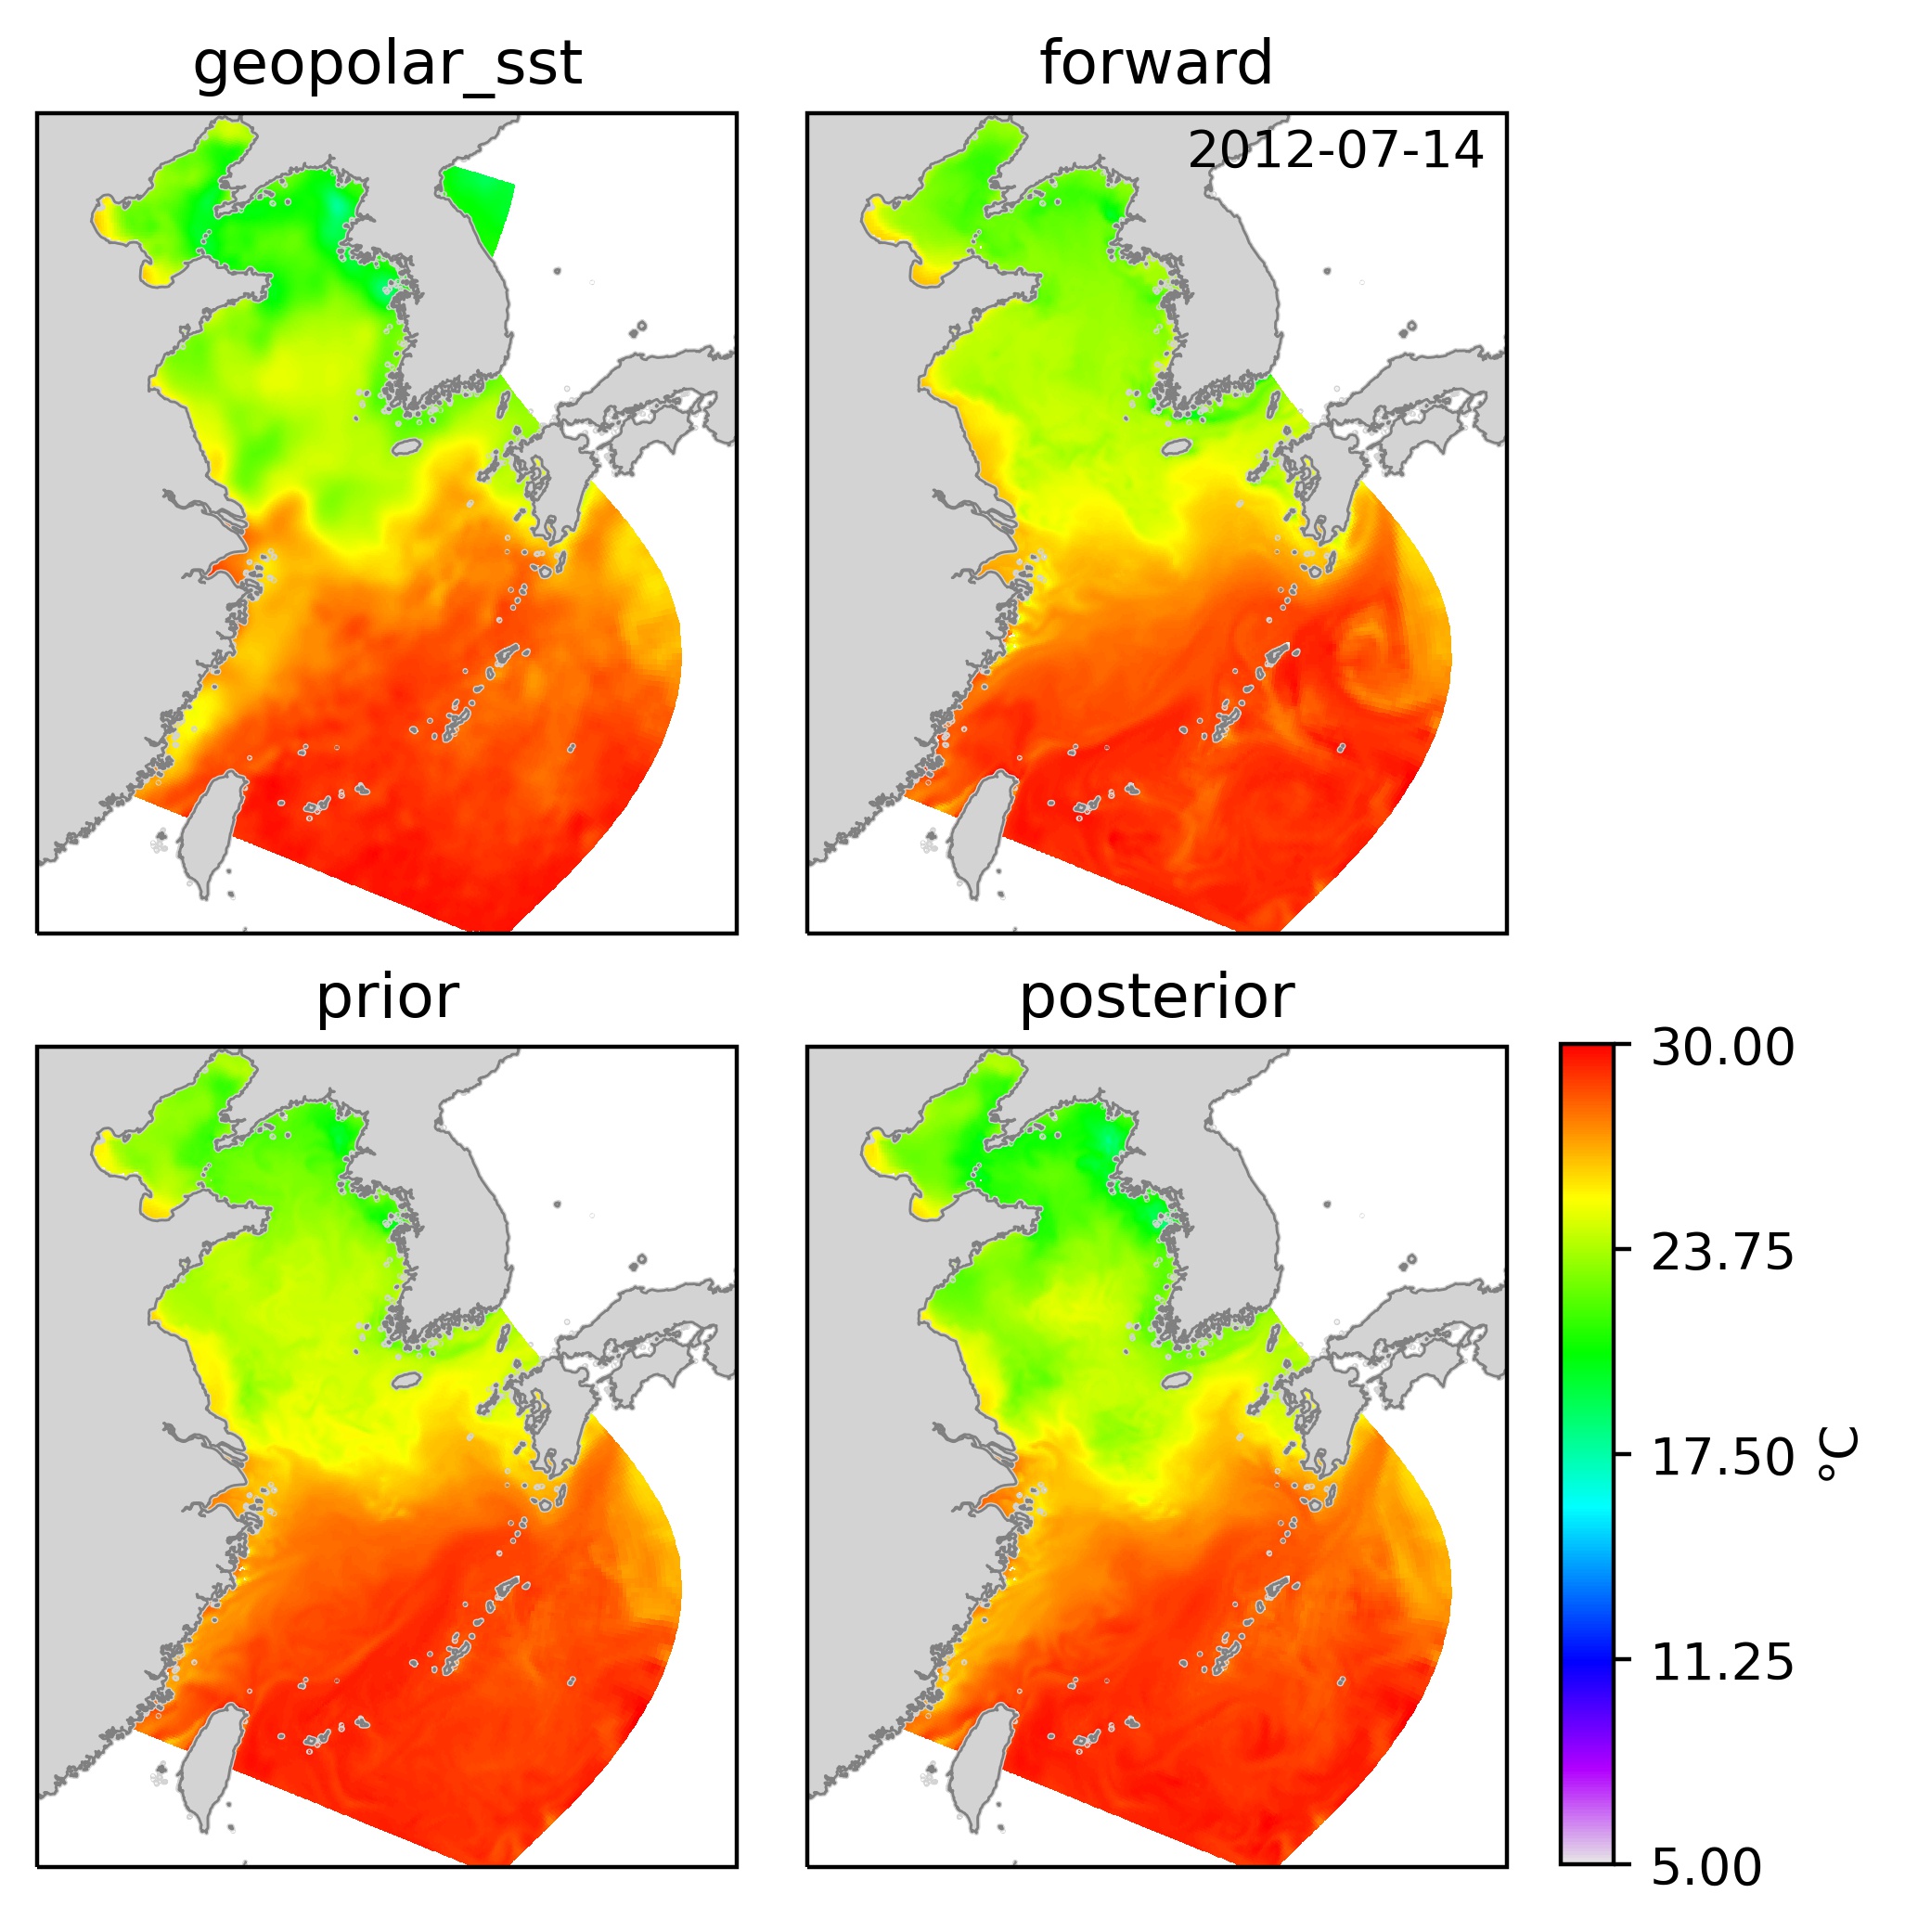 geopolar_sst
forward
2012-07-14
prior
posterior
30.00
23.75
17.50
11.25
5.00
°C